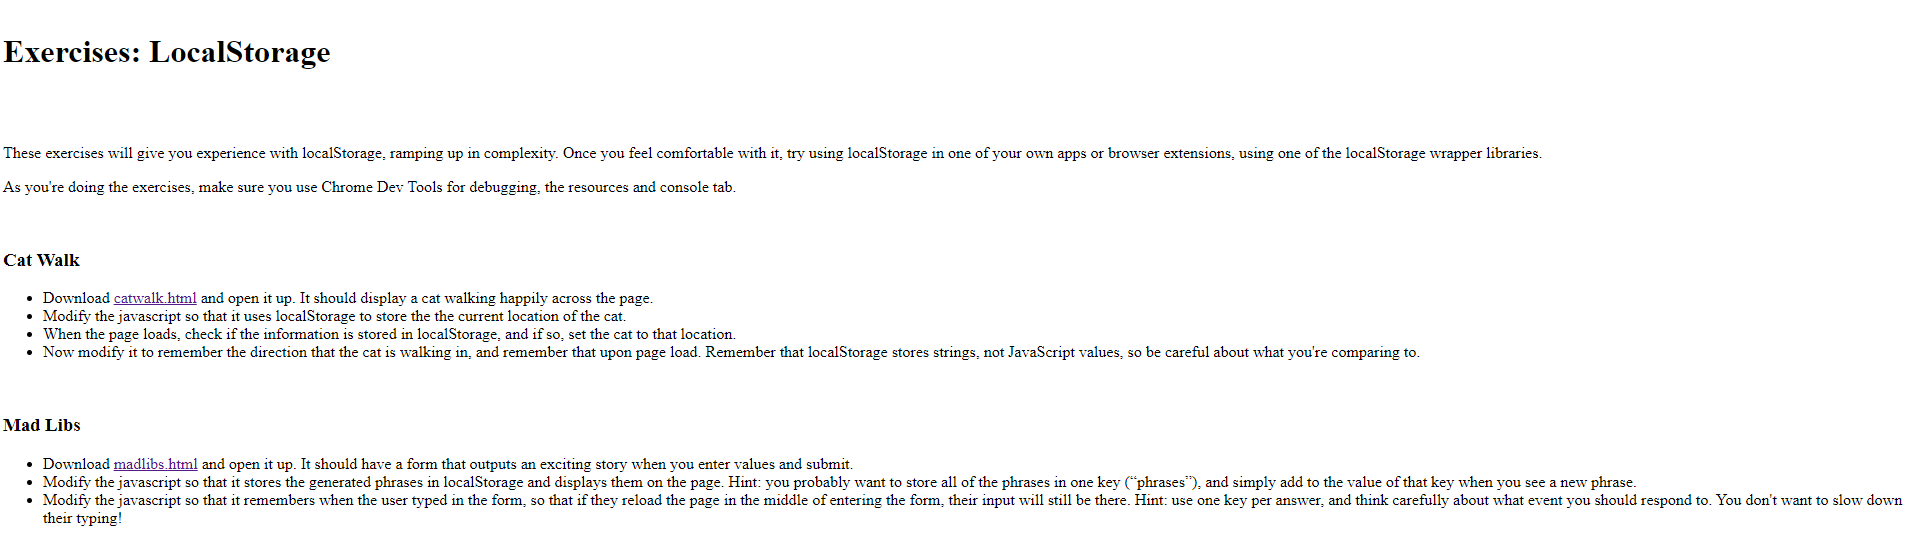 Exercises: LocalStorage
These exercises will give you experience with localStorage, ramping up in complexity. Once you feel comfortable with it, try using localStorage in one of your own apps or browser extensions, using one of the localStorage wrapper libraries.
As you're doing the exercises, make sure you use Chrome Dev Tools for debugging, the resources and console tab.
Cat Walk
• Download catwalk.html and open it up. It should display a cat walking happily across the page.
• Modify the javascript so that it uses localStorage to store the the current location of the cat.
• When the page loads, check if the information is stored in localStorage, and if so, set the cat to that location.
• Now modify it to remember the direction that the cat is walking in, and remember that upon page load. Remember that localStorage stores strings, not JavaScript values, so be careful about what you're comparing to.
Mad Libs
• Download madlibs.html and open it up. It should have a form that outputs an exciting story when you enter values and submit.
• Modify the javascript so that it stores the generated phrases in localStorage and displays them on the page. Hint: you probably want to store all of the phrases in one key (“phrases”), and simply add to the value of that key when you see a new phrase.
• Modify the javascript so that it remembers when the user typed in the form, so that if they reload the page in the middle of entering the form, their input will still be there. Hint: use one key per answer, and think carefully about what event you should respond to. You don't want to slow down
their typing!